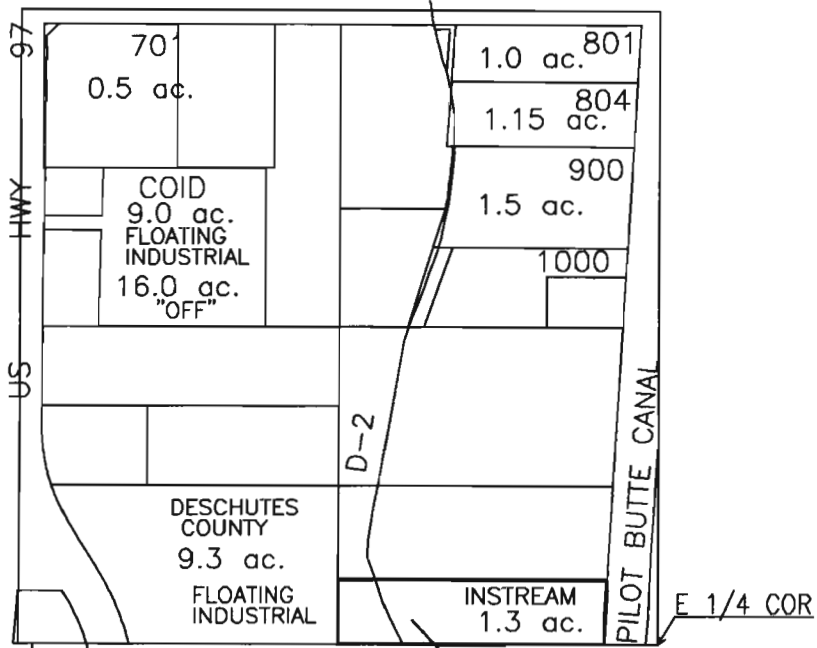 US HWY 97
70
0.5 ac.
COID
9.0 ac.
FLOATING
INDUSTRIAL
16.0 ac.
"OFF"
801
1.0 ac.
804
1.15 ac.
900
1.5 ac.
1000
D-2
PILOT BUTTE CANAL
DESCHUTES
COUNTY
9.3 ac.
FLOATING
INDUSTRIAL
INSTREAM
1.3 ac.
E 1/4 COR